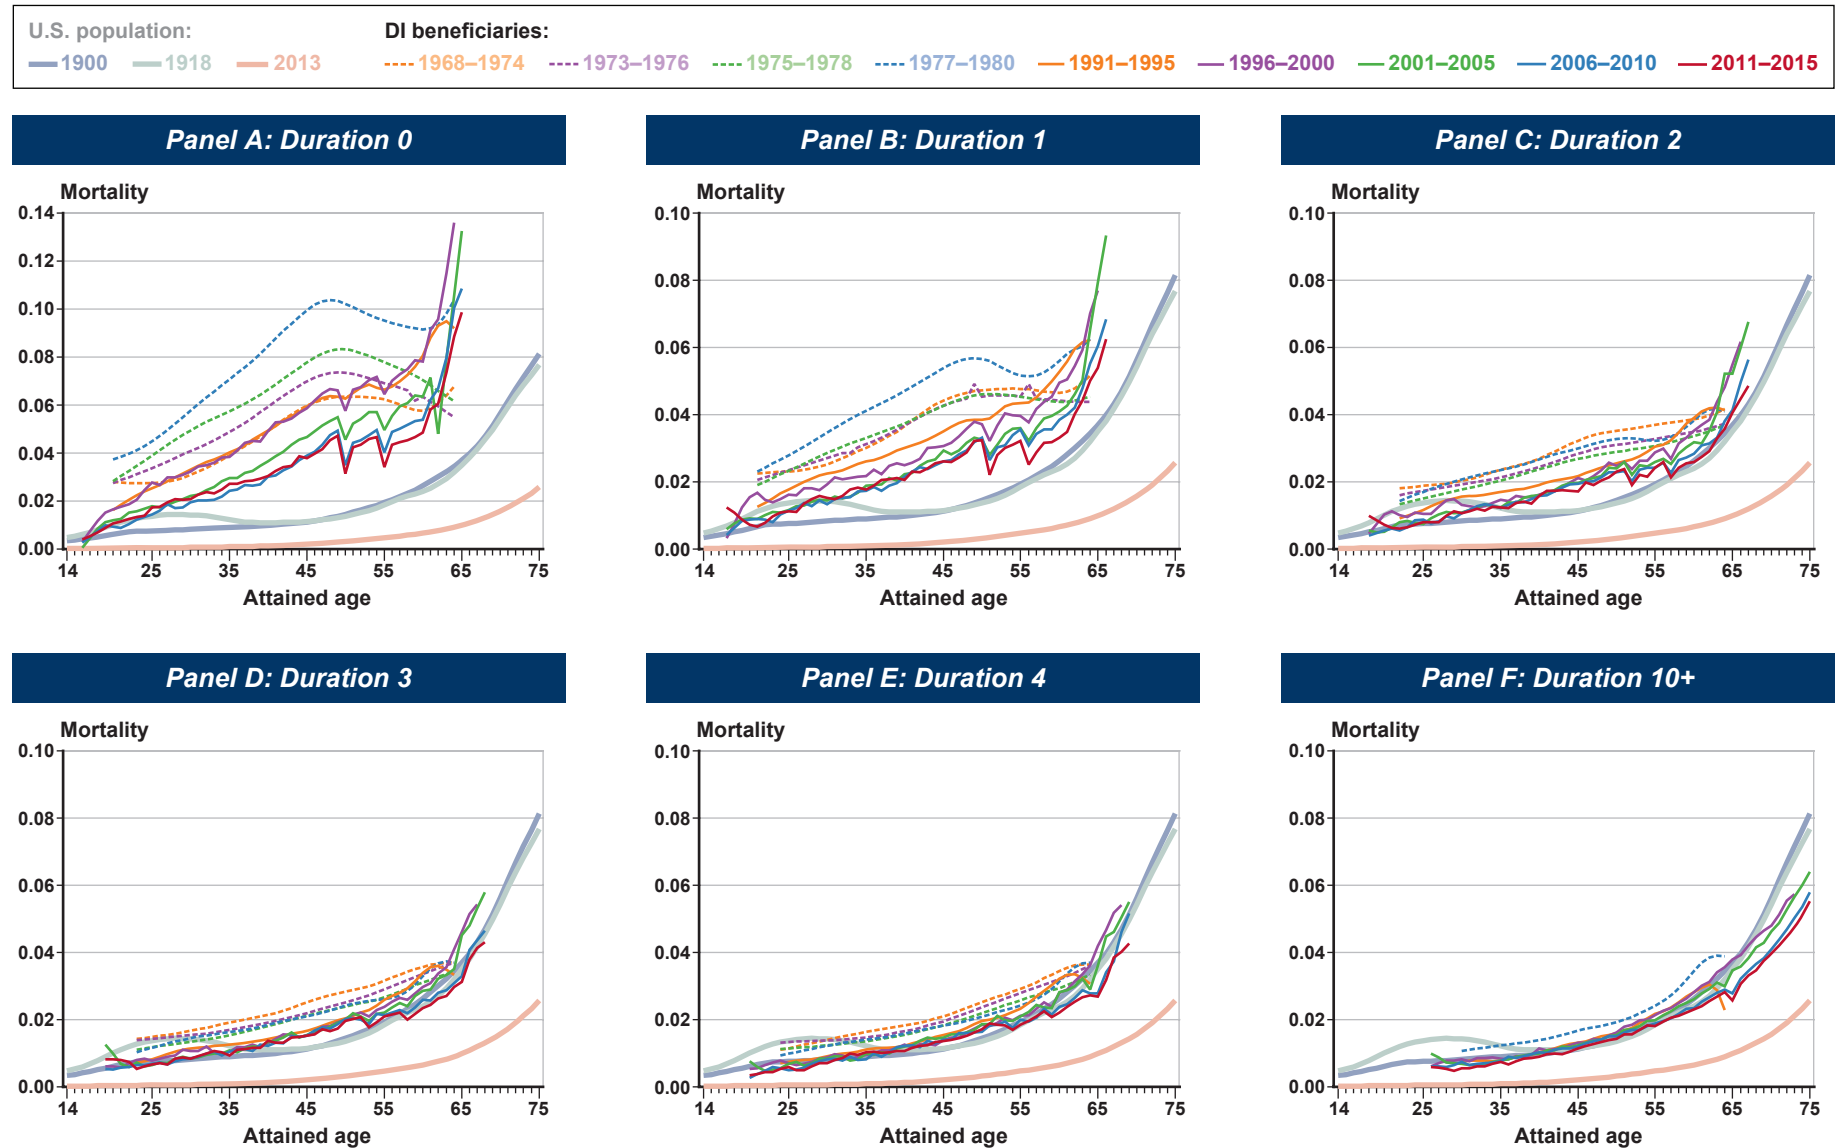 U.S. population: DI beneficiaries:
1900 1918 2013 1968–1974 1973–1976 1975–1978 1977–1980 1991–1995 1996–2000 2001–2005 2006–2010 2011–2015
Panel A: Duration 0
Mortality
0.14
0.12
0.10
0.08
0.06
0.04
0.02
0.00
14 25 35 45 55 65 75
Attained age
Panel B: Duration 1
Mortality
0.10
0.08
0.06
0.04
0.02
0.00
14 25 35 45 55 65 75
Attained age
Panel C: Duration 2
Mortality
0.10
0.08
0.06
0.04
0.02
0.00
14 25 35 45 55 65 75
Attained age
Panel D: Duration 3
Mortality
0.10
0.08
0.06
0.04
0.02
0.00
14 25 35 45 55 65 75
Attained age
Panel E: Duration 4
Mortality
0.10
0.08
0.06
0.04
0.02
0.00
14 25 35 45 55 65 75
Attained age
Panel F: Duration 10+
Mortality
0.10
0.08
0.06
0.04
0.02
0.00
14 25 35 45 55 65 75
Attained age